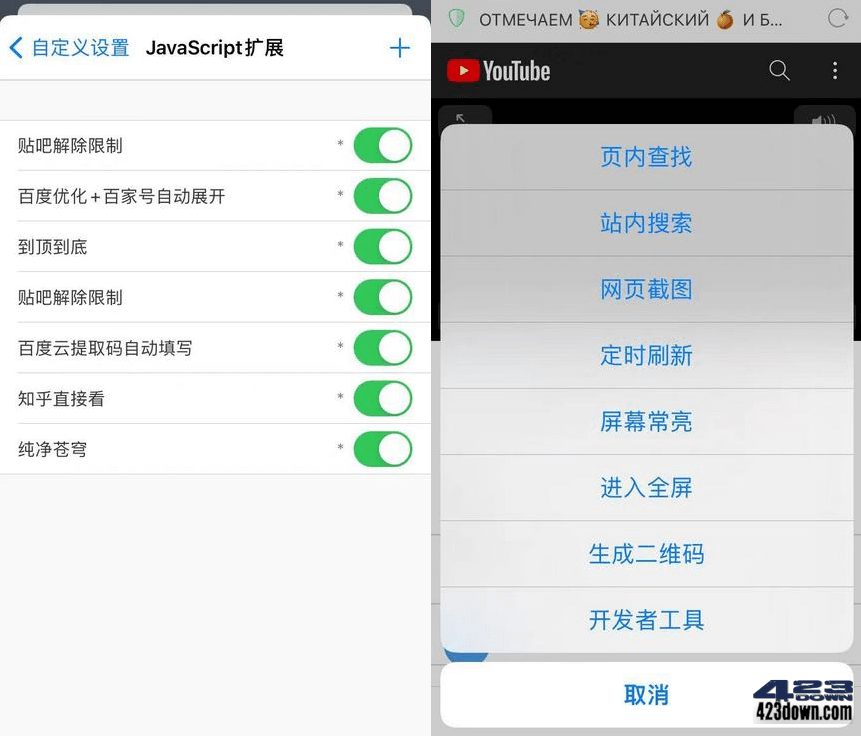 自定义设置 JavaScript扩展 +
贴吧解除限制 *
百度优化+百家号自动展开 *
到顶到底 *
贴吧解除限制 *
百度云提取码自动填写 *
知乎直接看 *
纯净苍穹 *
ОТМЕЧАЕМ 🥳 КИТАЙСКИЙ 🍊 И Б...
YouTube
页内查找
站内搜索
网页截图
定时刷新
屏幕常亮
进入全屏
生成二维码
开发者工具
取消
423
DOWN
423down.com